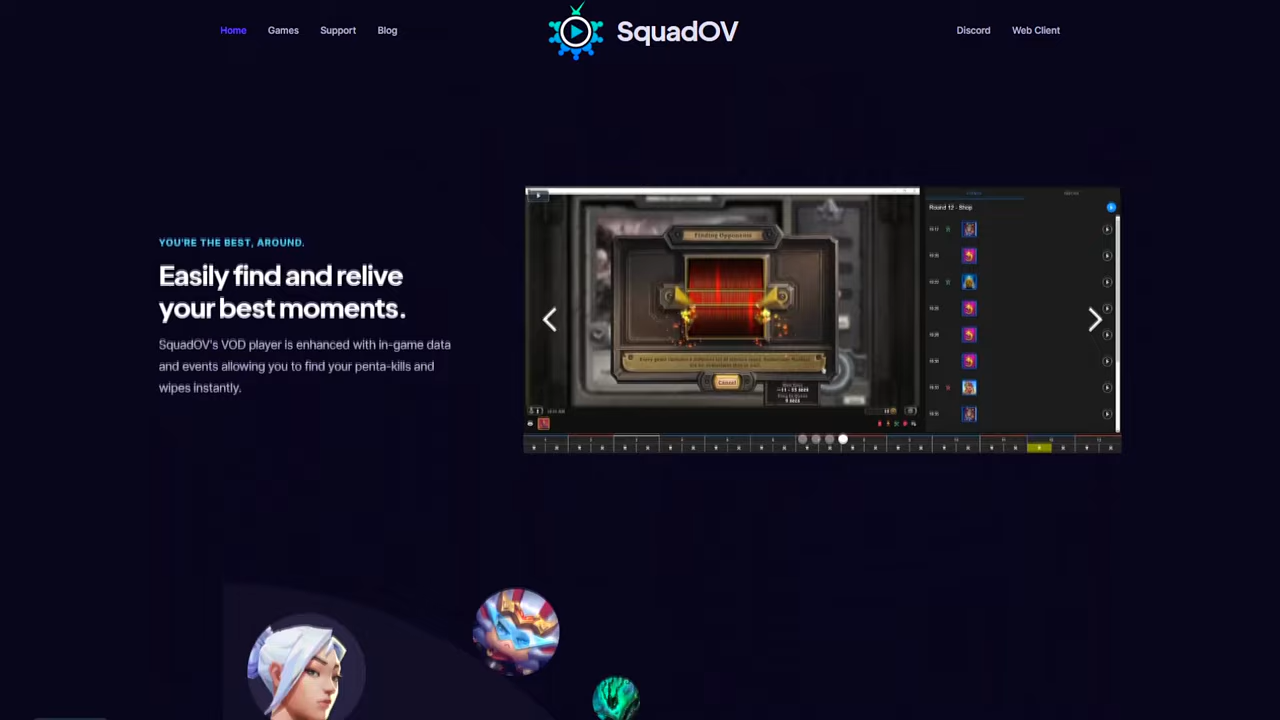 Home
Games
Support
Blog
SquadOV
Discord
Web Client
YOU'RE THE BEST, AROUND.
Easily find and relive
your best moments.
SquadOV's VOD player is enhanced with in-game data
and events allowing you to find your penta-kills and
wipes instantly.
Finding Opponents
Cancel
Round 12 - Shop